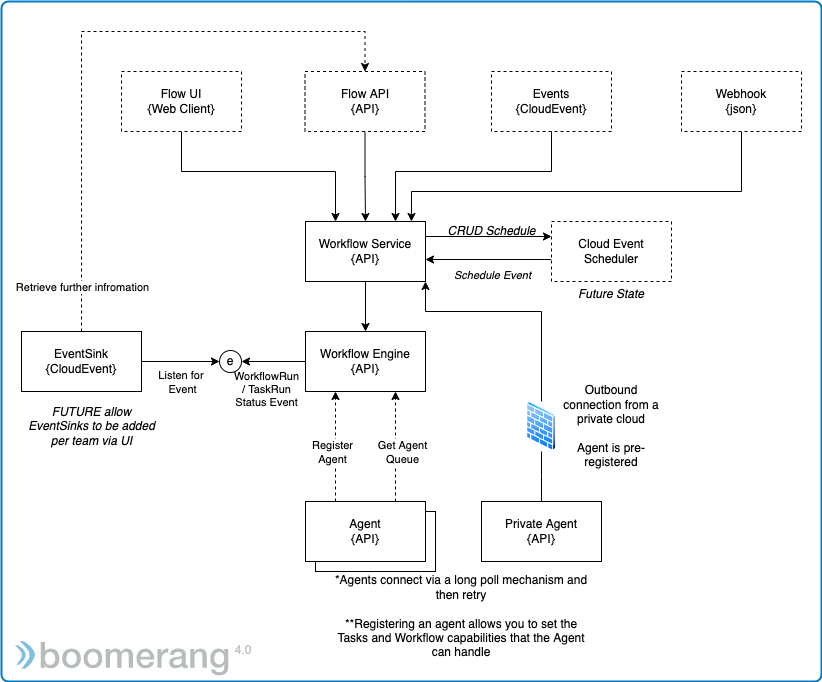 Flow UI
{Web Client}
Flow API
{API}
Events
{CloudEvent}
Webhook
{json}
Workflow Service
{API}
CRUD Schedule
Schedule Event
Cloud Event
Scheduler
Future State
Retrieve further infromation
EventSink
{CloudEvent}
Listen for
Event
e
WorkflowRun
/ TaskRun
Status Event
Workflow Engine
{API}
FUTURE allow
EventSinks to be added
per team via UI
Outbound
connection from a
private cloud
Agent is pre-
registered
Register
Agent
Get Agent
Queue
Agent
{API}
Private Agent
{API}
*Agents connect via a long poll mechanism and
then retry
**Registering an agent allows you to set the
Tasks and Workflow capabilities that the Agent
can handle
boomerang 4.0